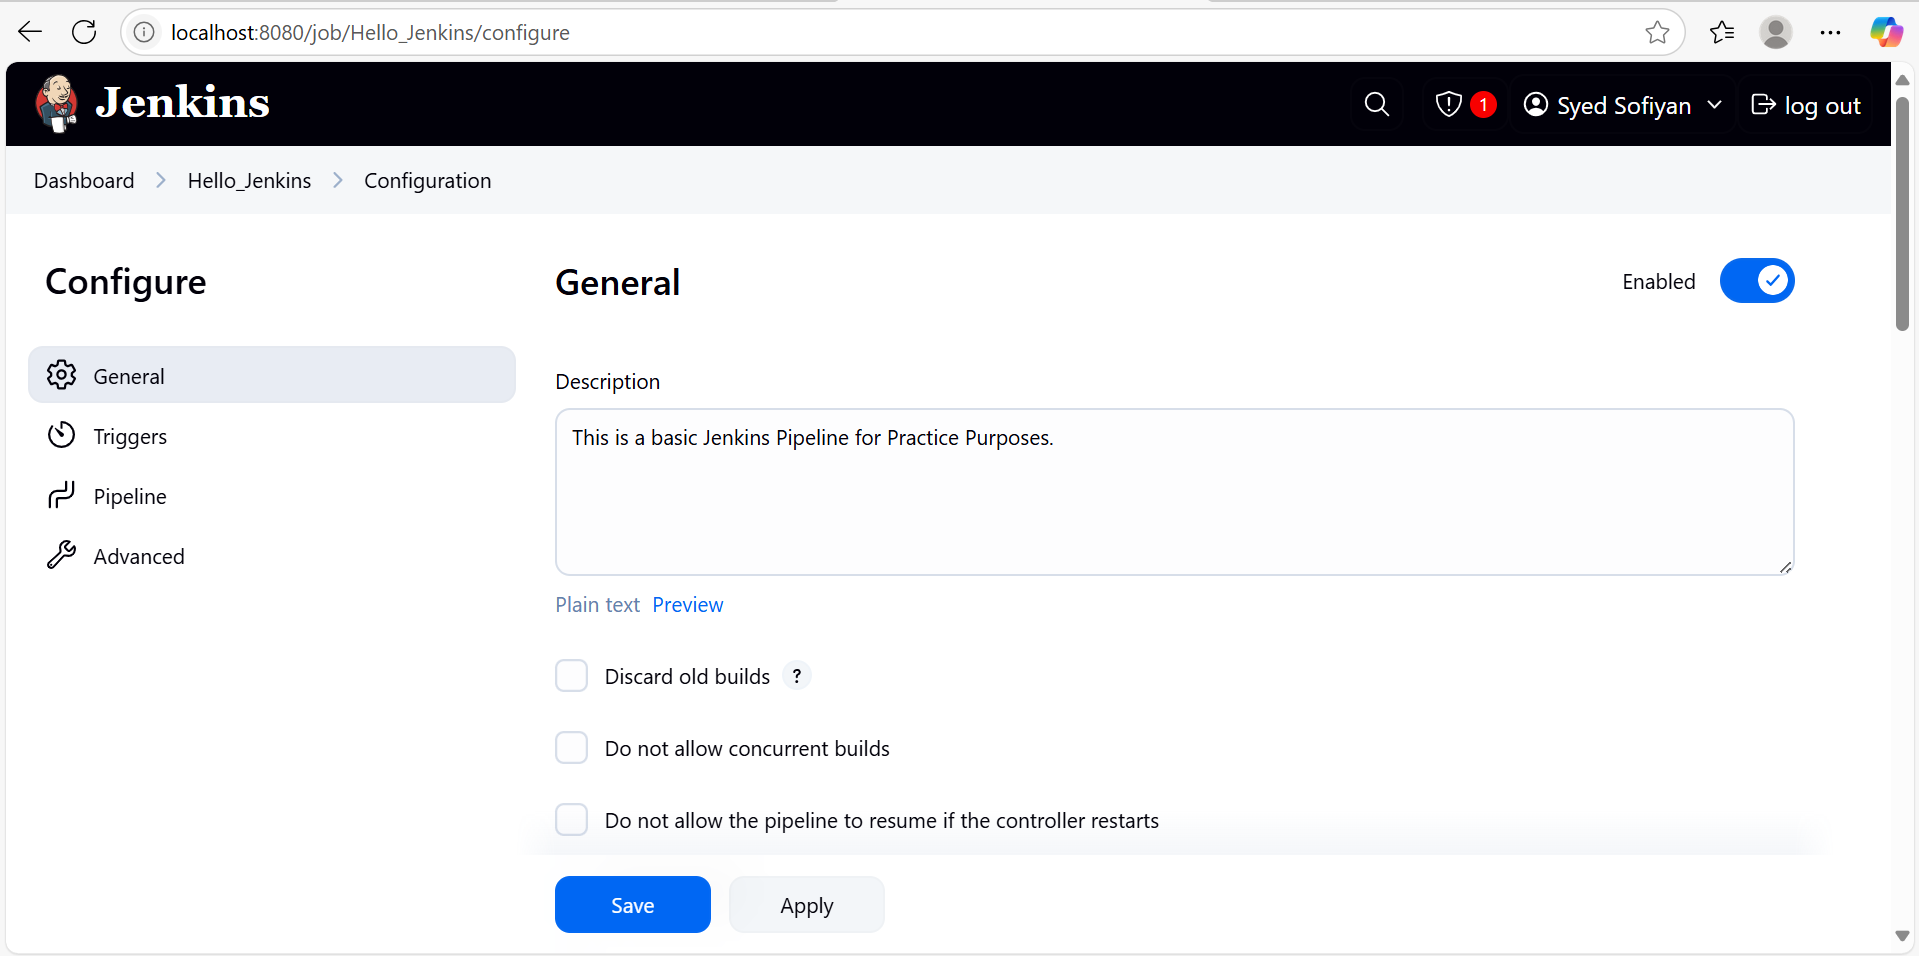 localhost:8080/job/Hello_Jenkins/configure
Jenkins
1
Syed Sofiyan
log out
Dashboard
Hello_Jenkins
Configuration
Configure
General
Triggers
Pipeline
Advanced
General
Enabled
Description
This is a basic Jenkins Pipeline for Practice Purposes.
Plain text Preview
Discard old builds ?
Do not allow concurrent builds
Do not allow the pipeline to resume if the controller restarts
Save
Apply